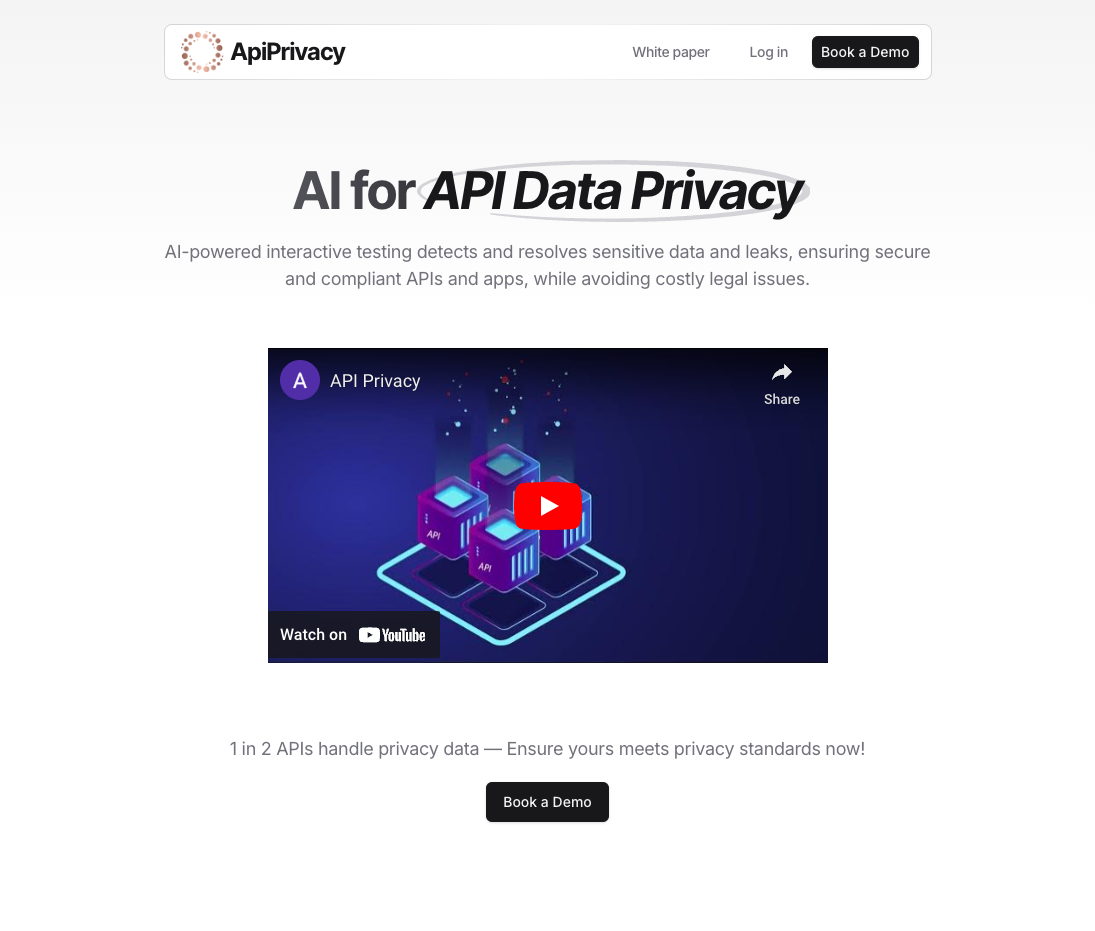 ApiPrivacy
White paper
Log in
Book a Demo
AI for API Data Privacy
AI-powered interactive testing detects and resolves sensitive data and leaks, ensuring secure
and compliant APIs and apps, while avoiding costly legal issues.
A
API Privacy
Share
API
API
Watch on YouTube
1 in 2 APIs handle privacy data — Ensure yours meets privacy standards now!
Book a Demo